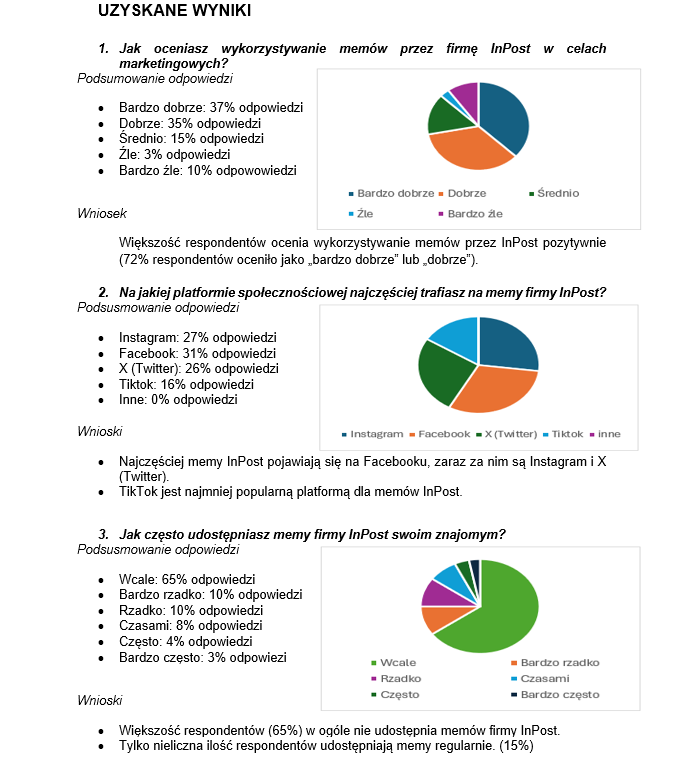 UZYSKANE WYNIKI
1. Jak oceniasz wykorzystywanie memów przez firmę InPost w celach
marketingowych?
Podsumowanie odpowiedzi
• Bardzo dobrze: 37% odpowiedzi
• Dobrze: 35% odpowiedzi
• Średnio: 15% odpowiedzi
• Źle: 3% odpowiedzi
• Bardzo źle: 10% odpowowiedzi
Bardzo dobrze Dobrze Średnio
Źle Bardzo źle
Wniosek
Większość respondentów ocenia wykorzystywanie memów przez InPost pozytywnie
(72% respondentów oceniło jako „bardzo dobrze” lub „dobrze”).
2. Na jakiej platformie społecznościowej najczęściej trafiasz na memy firmy InPost?
Podsusmowanie odpowiedzi
• Instagram: 27% odpowiedzi
• Facebook: 31% odpowiedzi
• X (Twitter): 26% odpowiedzi
• Tiktok: 16% odpowiedzi
• Inne: 0% odpowiedzi
Instagram Facebook X (Twitter) Tiktok inne
Wnioski
• Najczęściej memy InPost pojawiają się na Facebooku, zaraz za nim są Instagram i X
(Twitter).
• TikTok jest najmniej popularną platformą dla memów InPost.
3. Jak często udostępniasz memy firmy InPost swoim znajomym?
Podsusmowanie odpowiedzi
• Wcale: 65% odpowiedzi
• Bardzo rzadko: 10% odpowiedzi
• Rzadko: 10% odpowiedzi
• Czasami: 8% odpowiedzi
• Często: 4% odpowiedzi
• Bardzo często: 3% odpowiezi
Wcale Bardzo rzadko
Rzadko Czasami
Często Bardzo często
Wnioski
• Większość respondentów (65%) w ogóle nie udostępnia memów firmy InPost.
• Tylko nieliczna ilość respondentów udostępniają memy regularnie. (15%)